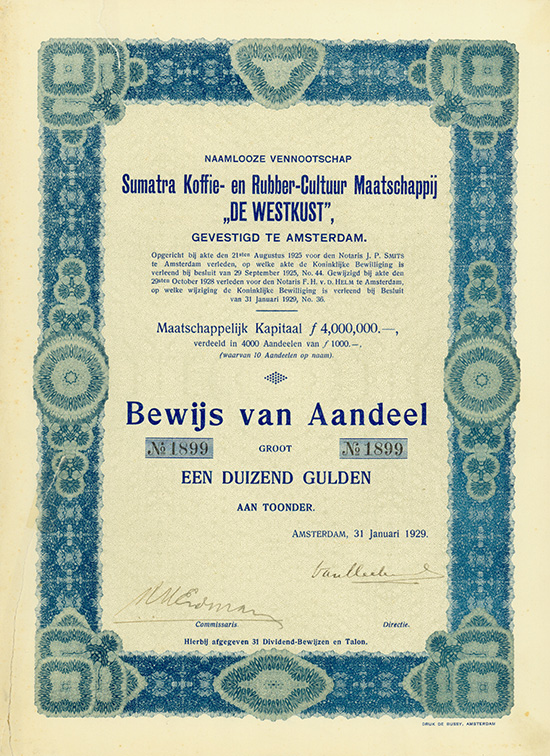 NAAMLOOZE VENNOOTSCHAP
Sumatra Koffie- en Rubber-Cultuur Maatschappij
„DE WESTKUST”,
GEVESTIGD TE AMSTERDAM.
Opgericht bij akte den 21sten Augustus 1925 voor den Notaris J. P. SMITS
te Amsterdam verleden, op welke akte de Koninklijke Bewilliging is
verleend bij besluit van 29 September 1925, No. 44. Gewijzigd bij akte den
29sten October 1928 verleden voor den Notaris F. H. v. D. HELM te Amsterdam,
op welke wijziging de Koninklijke Bewilliging is verleend bij Besluit
van 31 Januari 1929, No. 36.
Maatschappelijk Kapitaal ƒ 4,000,000.—,
verdeeld in 4000 Aandeelen van ƒ 1000.—,
(waarvan 10 Aandeelen op naam).
Bewijs van Aandeel
№ 1899 GROOT № 1899
EEN DUIZEND GULDEN
AAN TOONDER.
AMSTERDAM, 31 Januari 1929.
Commissaris Directie.
Hierbij afgegeven 31 Dividend-Bewijzen en Talon.
DRUK DE BUSSY, AMSTERDAM